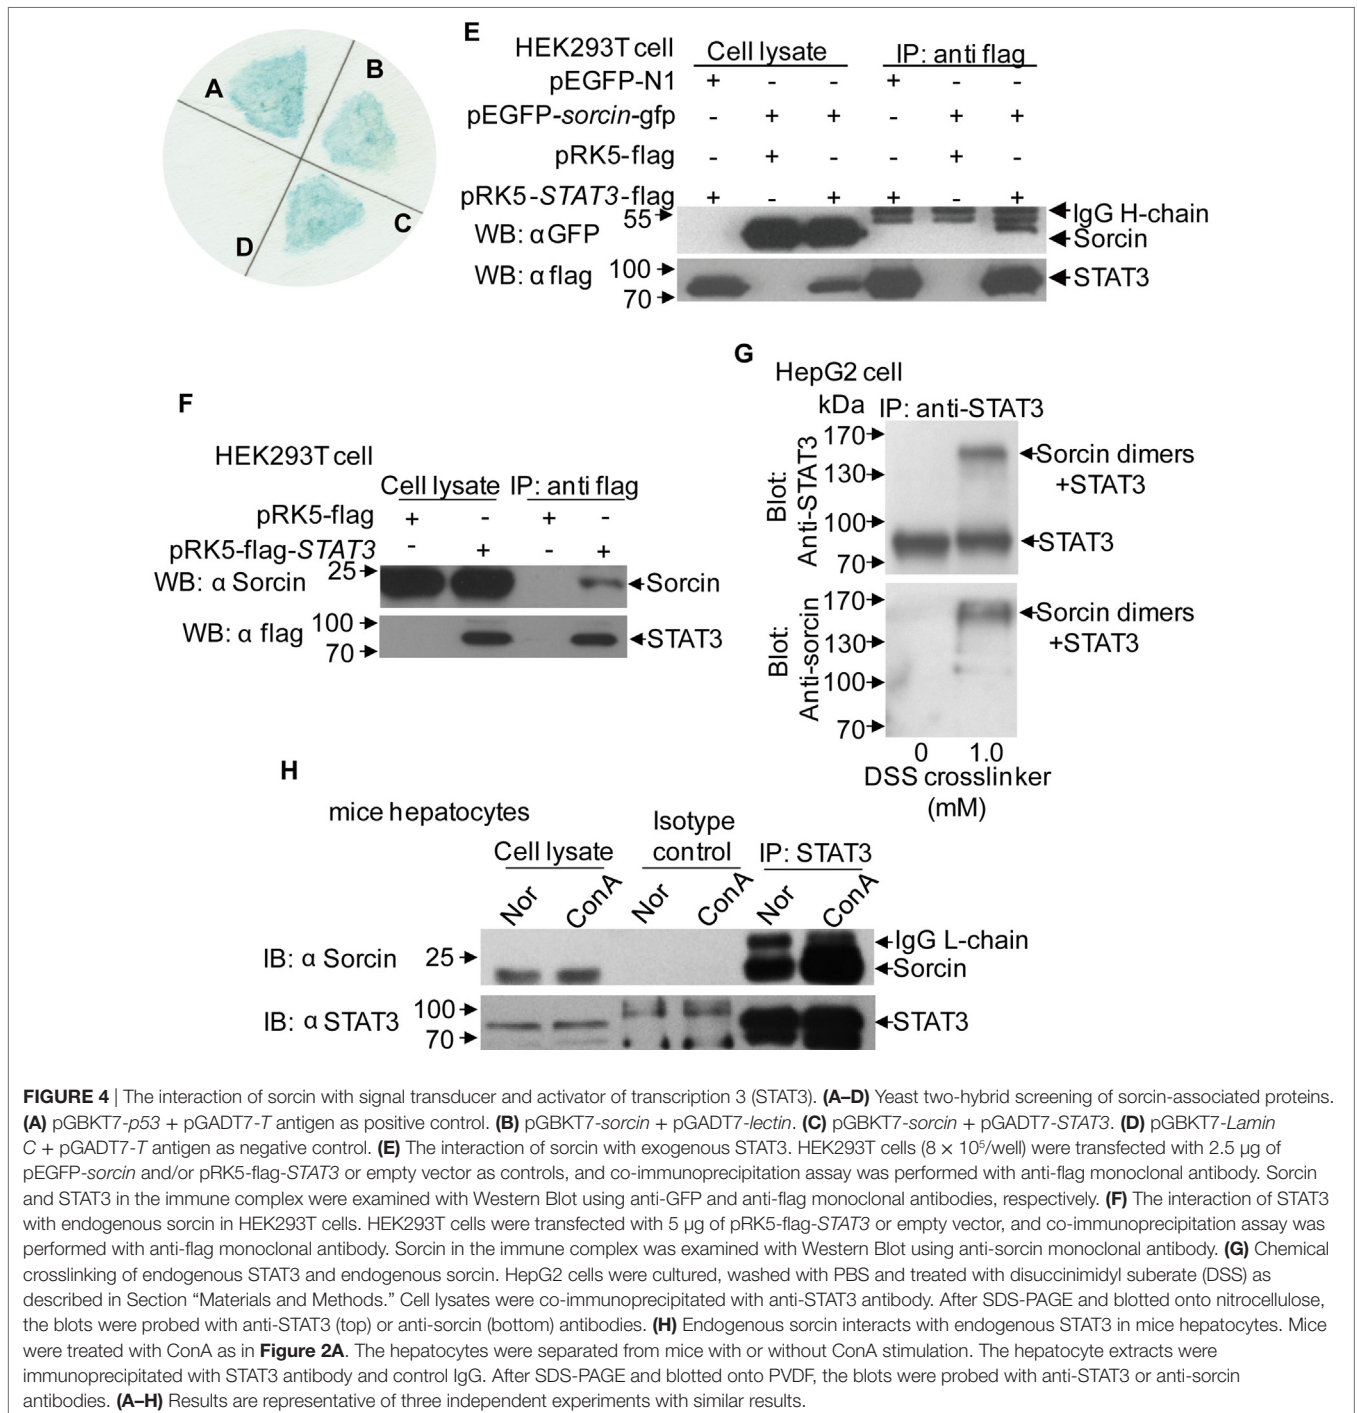 A
B
C
D
E
HEK293T cell
Cell lysate
IP: anti flag
pEGFP-N1 + - - + - -
pEGFP-sorcin-gfp - + + - + +
pRK5-flag - + - - + -
pRK5-STAT3-flag + - + + - +
55
IgG H-chain
WB: αGFP
Sorcin
WB: αflag
100
STAT3
70
F
HEK293T cell
Cell lysate IP: anti flag
pRK5-flag + - + -
pRK5-flag-STAT3 - + - +
WB: α Sorcin 25 Sorcin
WB: α flag 100 STAT3
70
G
HepG2 cell
kDa IP: anti-STAT3
Blot:
Anti-STAT3
170
Sorcin dimers
+STAT3
130
100
STAT3
70
Blot:
Anti-sorcin
170
Sorcin dimers
+STAT3
130
100
70
0 1.0
DSS crosslinker
(mM)
H
mice hepatocytes
Cell lysate
Isotype
control
IP: STAT3
Nor ConA Nor ConA Nor ConA
IgG L-chain
IB: α Sorcin 25 Sorcin
IB: α STAT3 100 STAT3
70
FIGURE 4 | The interaction of sorcin with signal transducer and activator of transcription 3 (STAT3). (A–D) Yeast two-hybrid screening of sorcin-associated proteins.
(A) pGBKT7-p53 + pGADT7-T antigen as positive control. (B) pGBKT7-sorcin + pGADT7-lectin. (C) pGBKT7-sorcin + pGADT7-STAT3. (D) pGBKT7-Lamin
C + pGADT7-T antigen as negative control. (E) The interaction of sorcin with exogenous STAT3. HEK293T cells (8 × 10⁵/well) were transfected with 2.5 µg of
pEGFP-sorcin and/or pRK5-flag-STAT3 or empty vector as controls, and co-immunoprecipitation assay was performed with anti-flag monoclonal antibody. Sorcin
and STAT3 in the immune complex were examined with Western Blot using anti-GFP and anti-flag monoclonal antibodies, respectively. (F) The interaction of STAT3
with endogenous sorcin in HEK293T cells. HEK293T cells were transfected with 5 µg of pRK5-flag-STAT3 or empty vector, and co-immunoprecipitation assay was
performed with anti-flag monoclonal antibody. Sorcin in the immune complex was examined with Western Blot using anti-sorcin monoclonal antibody. (G) Chemical
crosslinking of endogenous STAT3 and endogenous sorcin. HepG2 cells were cultured, washed with PBS and treated with disuccinimidyl suberate (DSS) as
described in Section “Materials and Methods.” Cell lysates were co-immunoprecipitated with anti-STAT3 antibody. After SDS-PAGE and blotted onto nitrocellulose,
the blots were probed with anti-STAT3 (top) or anti-sorcin (bottom) antibodies. (H) Endogenous sorcin interacts with endogenous STAT3 in mice hepatocytes. Mice
were treated with ConA as in Figure 2A. The hepatocytes were separated from mice with or without ConA stimulation. The hepatocyte extracts were
immunoprecipitated with STAT3 antibody and control IgG. After SDS-PAGE and blotted onto PVDF, the blots were probed with anti-STAT3 or anti-sorcin
antibodies. (A–H) Results are representative of three independent experiments with similar results.